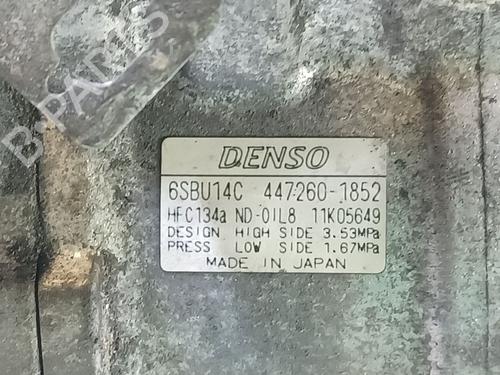 B-PARTS
DENSO
6SBU14C 447260-1852
HFC134a ND-OIL8 11K05649
DESIGN HIGH SIDE 3.53MPa
PRESS LOW SIDE 1.67MPa
MADE IN JAPAN